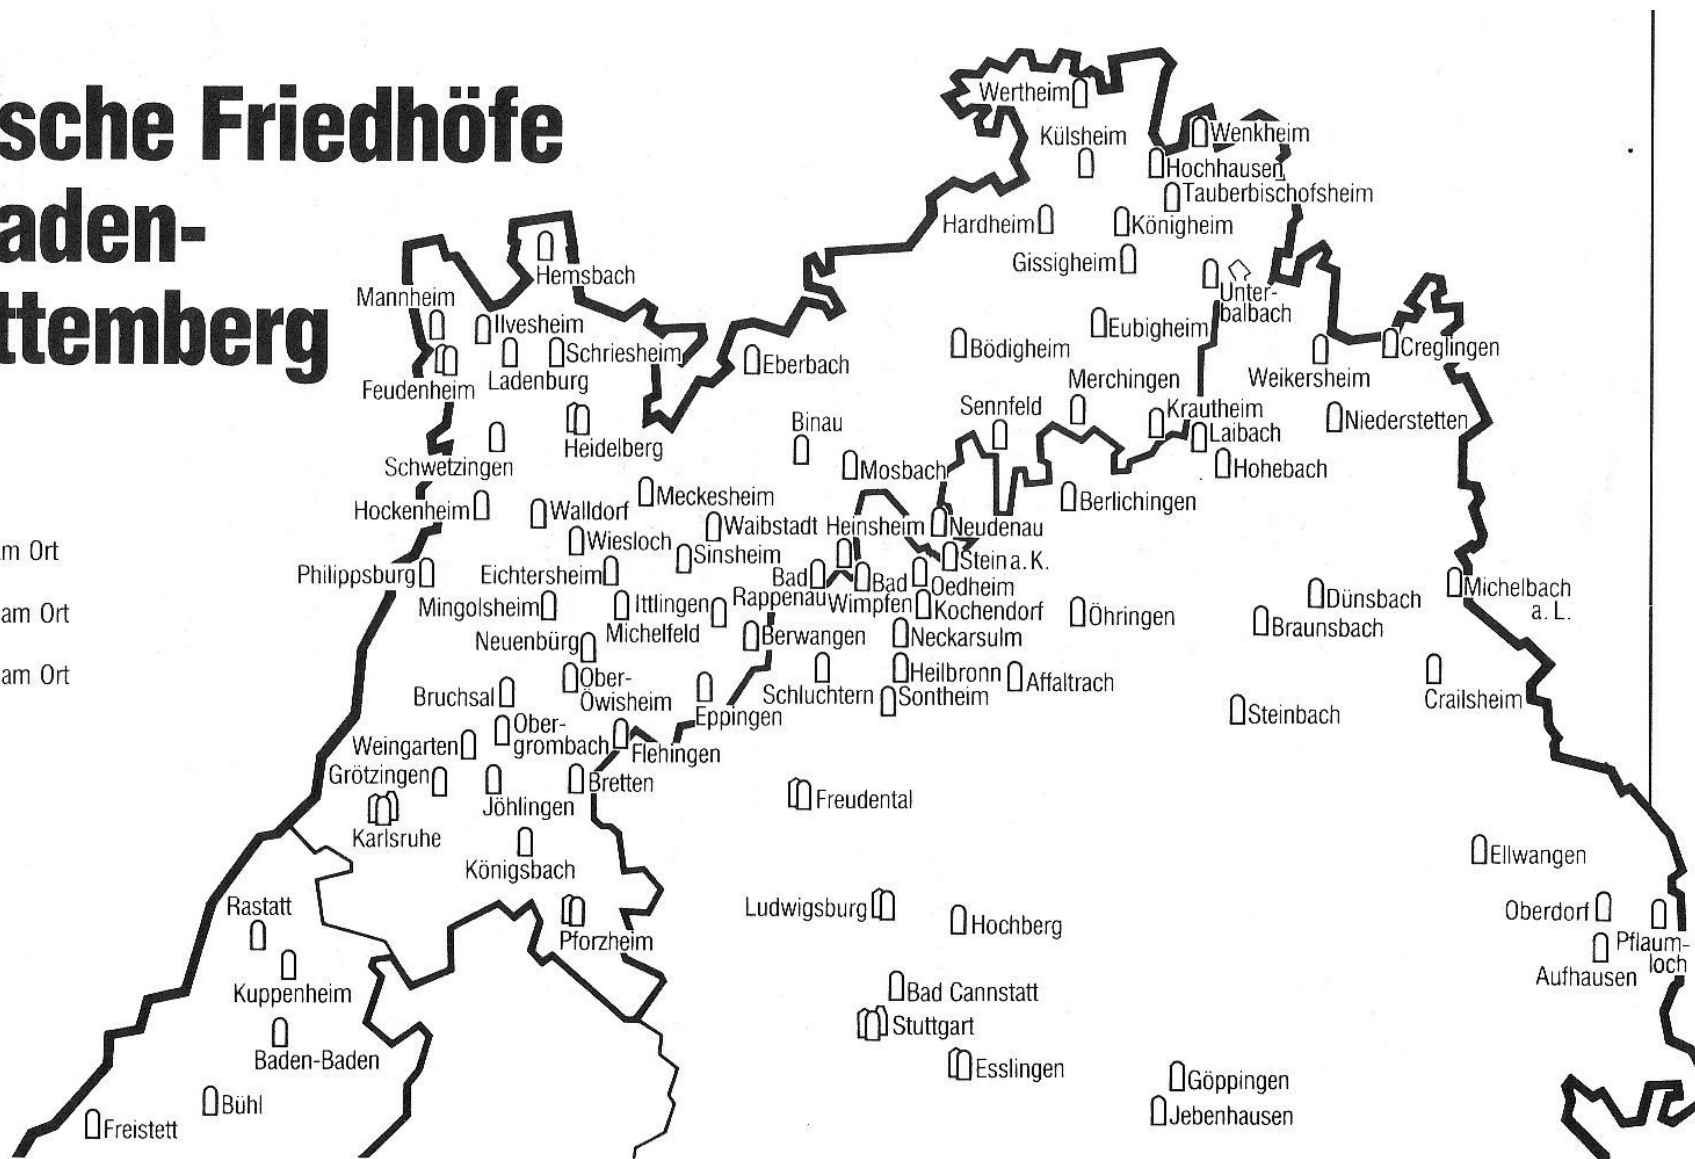 sche Friedhöfe
aden-
ttemberg
m Ort
am Ort
am Ort
Wertheim
Külsheim
Wenkheim
Hochhausen
Tauberbischofsheim
Hardheim
Königheim
Gissigheim
Unter-
balbach
Hemsbach
Mannheim
Ilvesheim
Schriesheim
Feudenheim
Ladenburg
Heidelberg
Eberbach
Bödigheim
Eubigheim
Creglingen
Weikersheim
Merchingen
Sennfeld
Krautheim
Laibach
Niederstetten
Binau
Mosbach
Hohebach
Schwetzingen
Hockenheim
Meckesheim
Walldorf
Waibstadt
Heinsheim
Neudenau
Berlichingen
Wiesloch
Sinsheim
Stein a. K.
Philippsburg
Eichtersheim
Bad
Rappenau
Bad
Wimpfen
Oedheim
Mingolsheim
Ittlingen
Michelfeld
Kochendorf
Öhringen
Dünsbach
Michelbach
a. L.
Braunsbach
Neuenbürg
Berwangen
Neckarsulm
Ober-
Öwisheim
Bruchsal
Schluchtern
Heilbronn
Affaltrach
Sontheim
Crailsheim
Steinbach
Eppingen
Ober-
grombach
Weingarten
Flehingen
Grötzingen
Jöhlingen
Bretten
Freudental
Karlsruhe
Königsbach
Ellwangen
Rastatt
Pforzheim
Ludwigsburg
Hochberg
Oberdorf
Pflaum-
loch
Aufhausen
Kuppenheim
Bad Cannstatt
Stuttgart
Baden-Baden
Esslingen
Göppingen
Bühl
Jebenhausen
Freistett